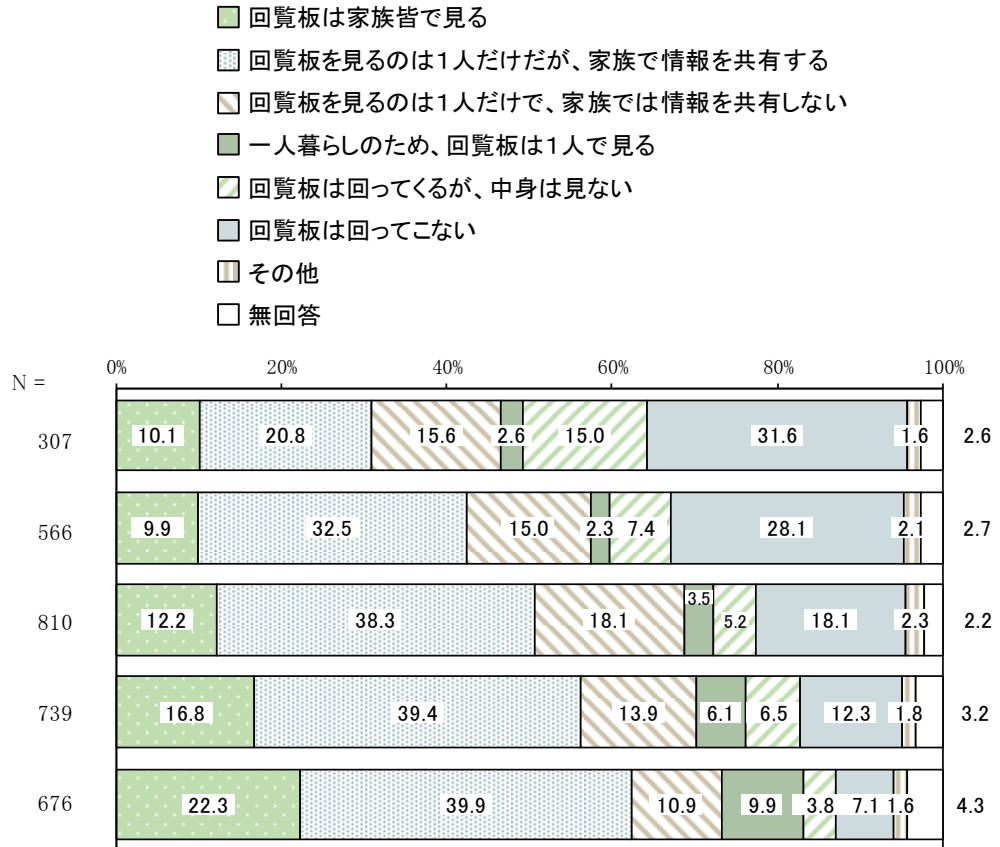 回覧板は家族皆で見る
回覧板を見るのは１人だけだが、家族で情報を共有する
回覧板を見るのは１人だけで、家族では情報を共有しない
一人暮らしのため、回覧板は１人で見る
回覧板は回ってくるが、中身は見ない
回覧板は回ってこない
その他
無回答
N = 0% 20% 40% 60% 80% 100%
307 10.1 20.8 15.6 2.6 15.0 31.6 1.6 2.6
566 9.9 32.5 15.0 2.3 7.4 28.1 2.1 2.7
810 12.2 38.3 18.1 3.5 5.2 18.1 2.3 2.2
739 16.8 39.4 13.9 6.1 6.5 12.3 1.8 3.2
676 22.3 39.9 10.9 9.9 3.8 7.1 1.6 4.3